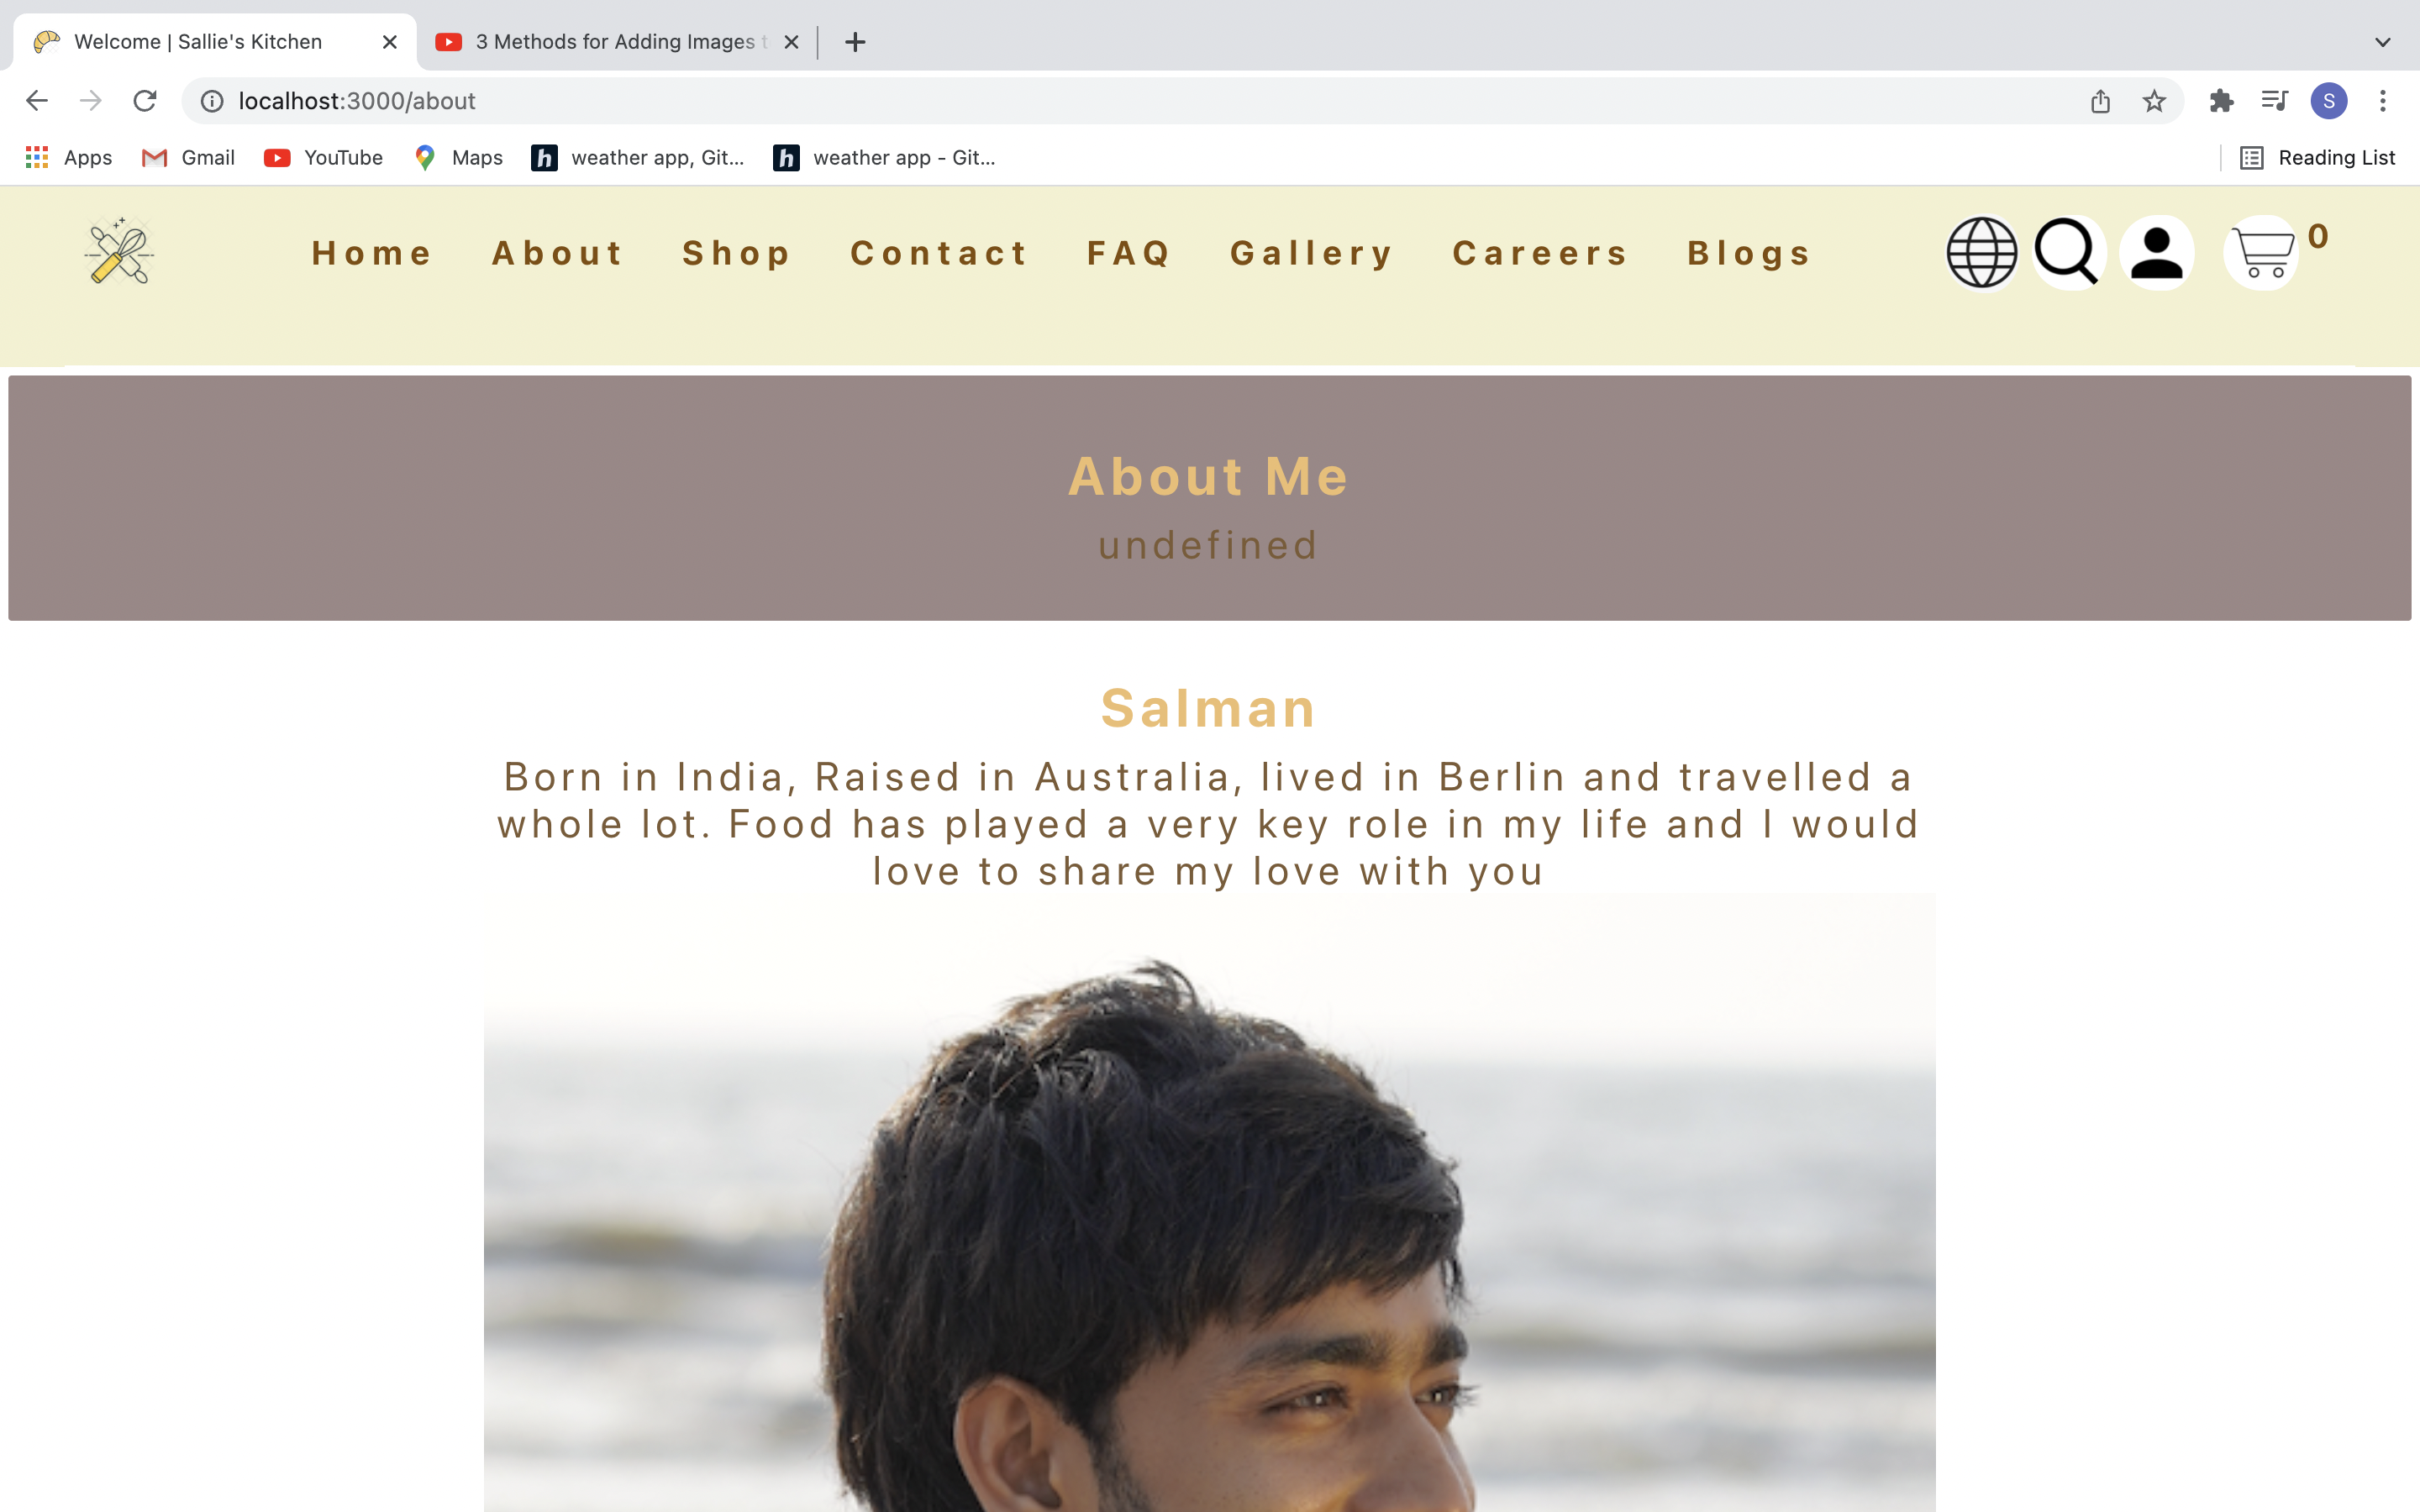 Welcome | Sallie's Kitchen
3 Methods for Adding Images t
localhost:3000/about
S
Apps
Gmail
YouTube
Maps
h
weather app, Git...
h
weather app - Git...
Reading List
Home
About
Shop
Contact
FAQ
Gallery
Careers
Blogs
0
About Me
undefined
Salman
Born in India, Raised in Australia, lived in Berlin and travelled a
whole lot. Food has played a very key role in my life and I would
love to share my love with you